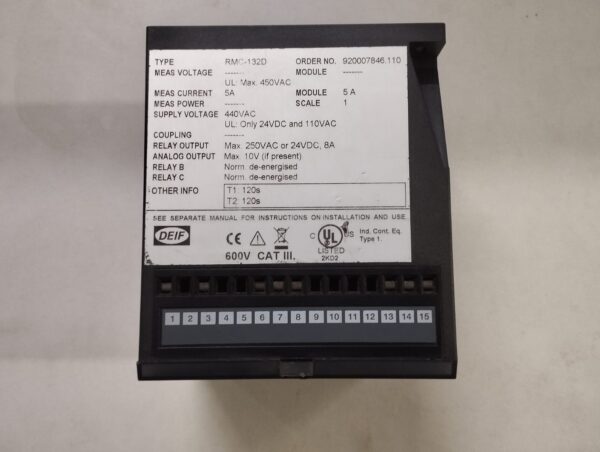 TYPE RMC-132D ORDER NO. 920007846.110
MEAS VOLTAGE ------- MODULE -------
UL: Max. 450VAC
MEAS CURRENT 5A MODULE 5 A
MEAS POWER ------- SCALE 1
SUPPLY VOLTAGE 440VAC
UL: Only 24VDC and 110VAC
COUPLING -------
RELAY OUTPUT Max. 250VAC or 24VDC, 8A
ANALOG OUTPUT Max. 10V (if present)
RELAY B Norm. de-energised
RELAY C Norm. de-energised
OTHER INFO T1: 120s
T2: 120s
SEE SEPARATE MANUAL FOR INSTRUCTIONS ON INSTALLATION AND USE
DEIF CE C UL US Ind. Cont. Eq.
Type 1.
LISTED
600V CAT III. 2KD2
1 2 3 4 5 6 7 8 9 10 11 12 13 14 15